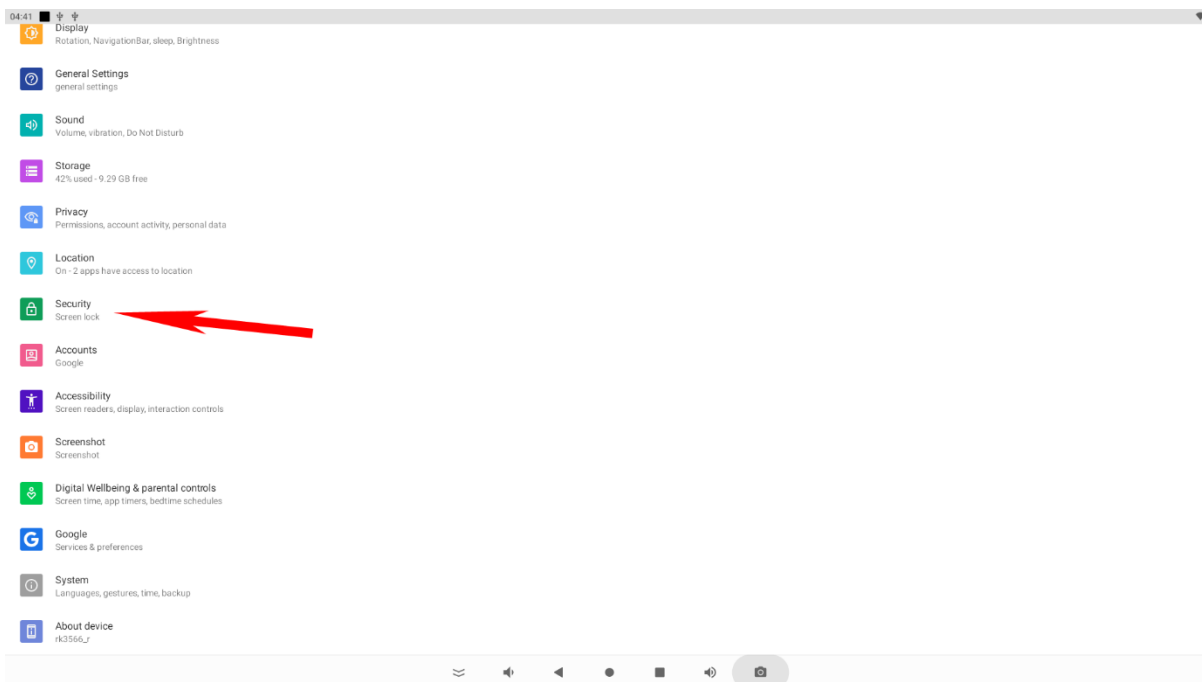 04:41
Display
Rotation, NavigationBar, sleep, Brightness
General Settings
general settings
Sound
Volume, vibration, Do Not Disturb
Storage
42% used - 9.29 GB free
Privacy
Permissions, account activity, personal data
Location
On - 2 apps have access to location
Security
Screen lock
Accounts
Google
Accessibility
Screen readers, display, interaction controls
Screenshot
Screenshot
Digital Wellbeing & parental controls
Screen time, app timers, bedtime schedules
Google
Services & preferences
System
Languages, gestures, time, backup
About device
rk3566_r